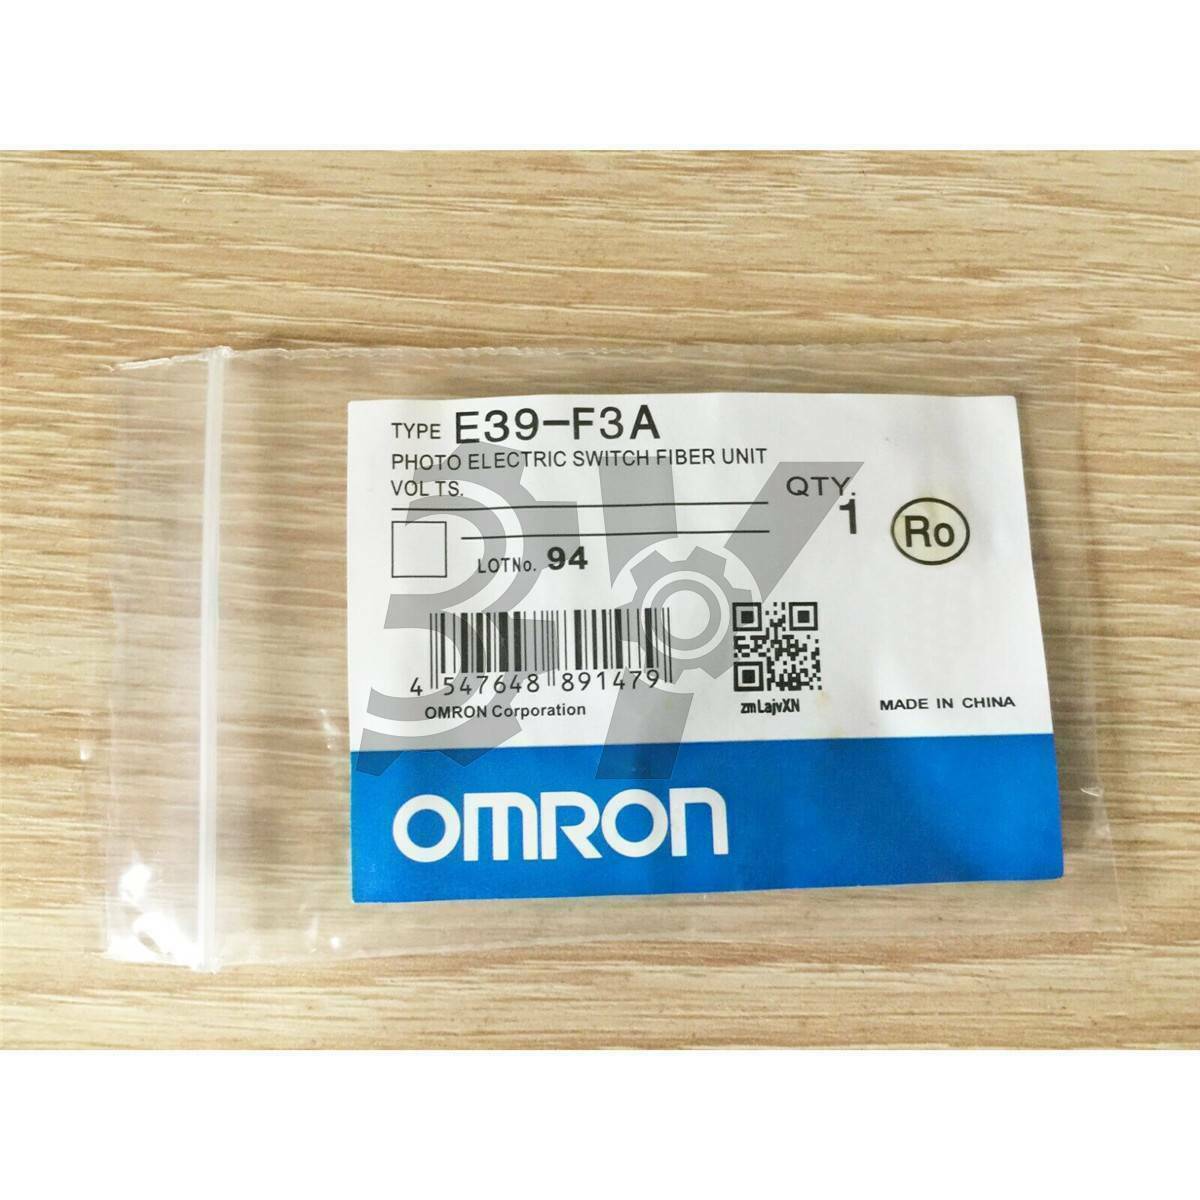 TYPE E39-F3A
PHOTO ELECTRIC SWITCH FIBER UNIT
VOLTS.
QTY.
1
Ro
LOTNo. 94
4 547648 891479
OMRON Corporation
zmLajvXN
MADE IN CHINA
OMRON